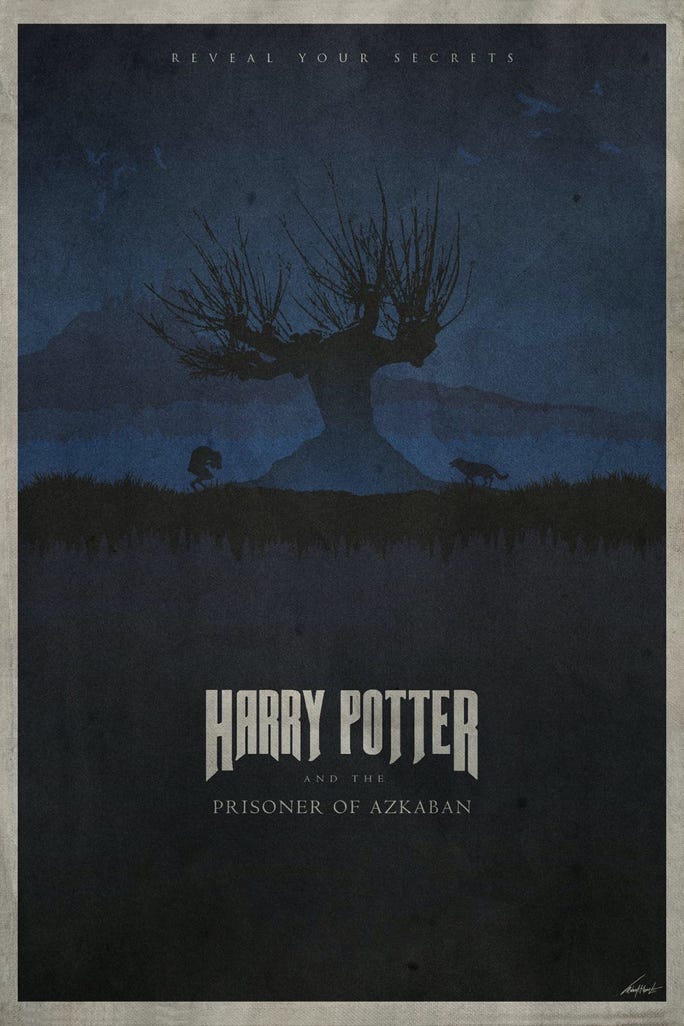 REVEAL YOUR SECRETS
HARRY POTTER
AND THE
PRISONER OF AZKABAN